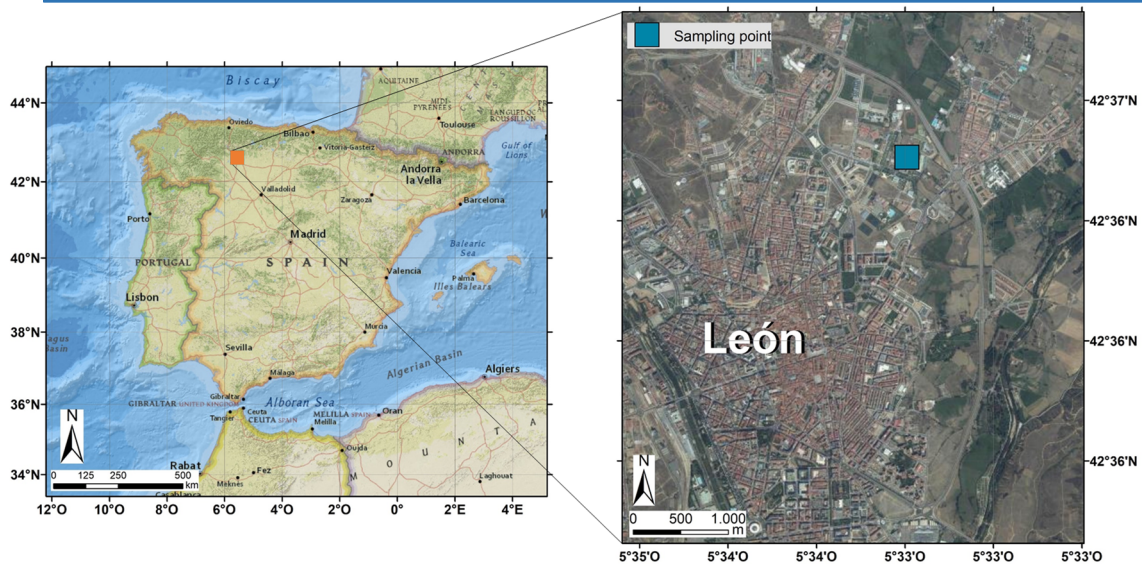 Biscay
AQUITAINE
MIDI-
PYRENEES
LANGUEDOC
ROUSSILLON
Toulouse
Gulf of
Lions
Oviedo
Bilbao
Vitoria-Gasteiz
ANDORRA
Andorra
la Vella
Valladolid
Zaragoza
Barcelona
Porto
Madrid
PORTUGAL
SPAIN
Balearic
Sea
Valencia
Palma
Illes Balears
Lisbon
Murcia
Sevilla
Algerian Basin
Malaga
Algiers
Gibraltar
GIBRALTAR UNITED KINGDOM
Alboran Sea
Tangier
Ceuta
CEUTA SPAIN
MELILLA SPAIN
Melilla
Oran
Oujda
Rabat
Fez
Meknes
Casablanca
Laghouat
M O U N T A
44°N
42°N
40°N
38°N
36°N
34°N
12°O 10°O 8°O 6°O 4°O 2°O 0° 2°E 4°E
N
0 125 250 500
km
Sampling point
León
42°37'N
42°36'N
42°36'N
42°36'N
N
0 500 1.000
m
5°35'O 5°34'O 5°34'O 5°33'O 5°33'O 5°33'O